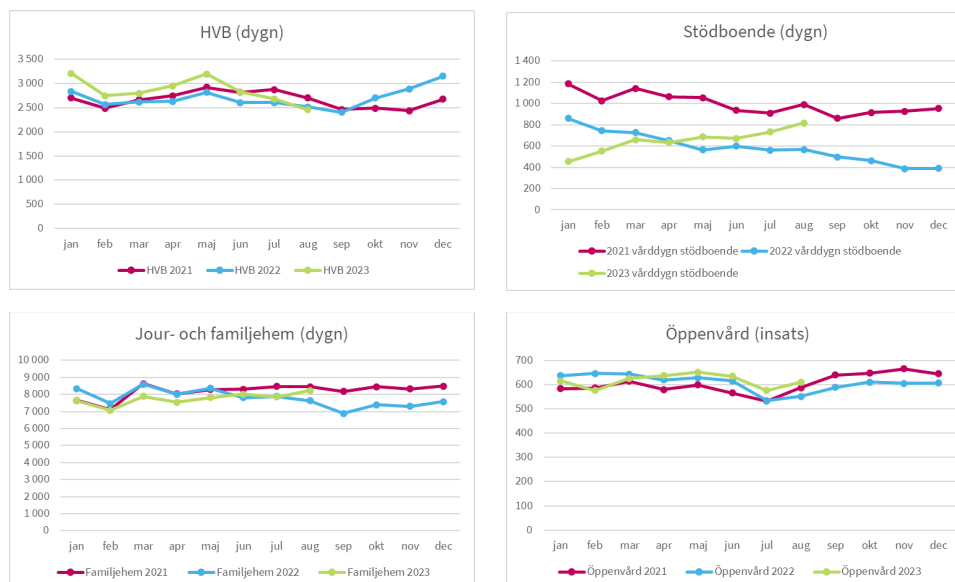 HVB (dygn)
3 500
3 000
2 500
2 000
1 500
1 000
500
0
jan feb mar apr maj jun jul aug sep okt nov dec
HVB 2021 HVB 2022 HVB 2023
Stödboende (dygn)
1 400
1 200
1 000
800
600
400
200
0
jan feb mar apr maj jun jul aug sep okt nov dec
2021 vårddygn stödboende 2022 vårddygn stödboende
2023 vårddygn stödboende
Jour- och familjehem (dygn)
10 000
9 000
8 000
7 000
6 000
5 000
4 000
3 000
2 000
1 000
0
jan feb mar apr maj jun jul aug sep okt nov dec
Familjehem 2021 Familjehem 2022 Familjehem 2023
Öppenvård (insats)
700
600
500
400
300
200
100
0
jan feb mar apr maj jun jul aug sep okt nov dec
Öppenvård 2021 Öppenvård 2022 Öppenvård 2023